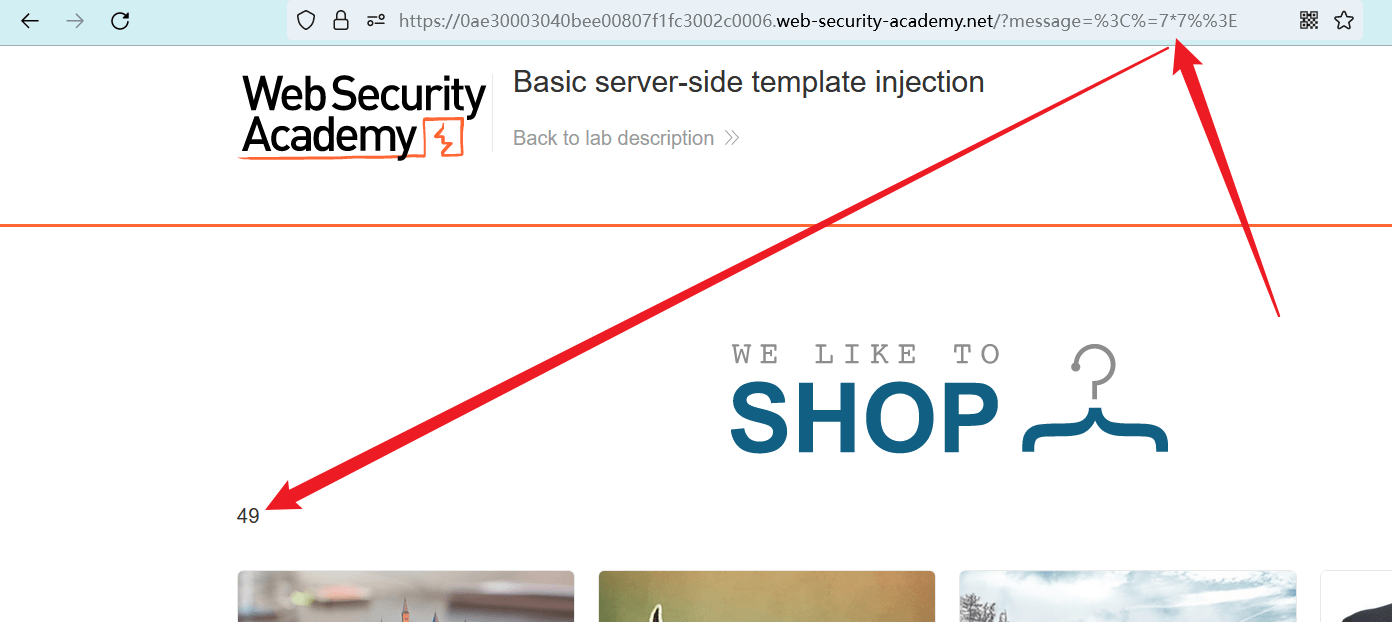 https://0ae30003040bee00807f1fc3002c0006.web-security-academy.net/?message=%3C%=7*7%%3E
Web Security
Academy
Basic server-side template injection
Back to lab description
WE LIKE TO
SHOP
49